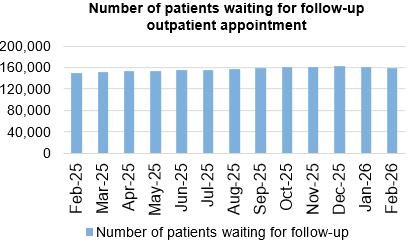 Number of patients waiting for follow-up
outpatient appointment
200,000
160,000
120,000
80,000
40,000
0
Feb-25
Mar-25
Apr-25
May-25
Jun-25
Jul-25
Aug-25
Sep-25
Oct-25
Nov-25
Dec-25
Jan-26
Feb-26
Number of patients waiting for follow-up